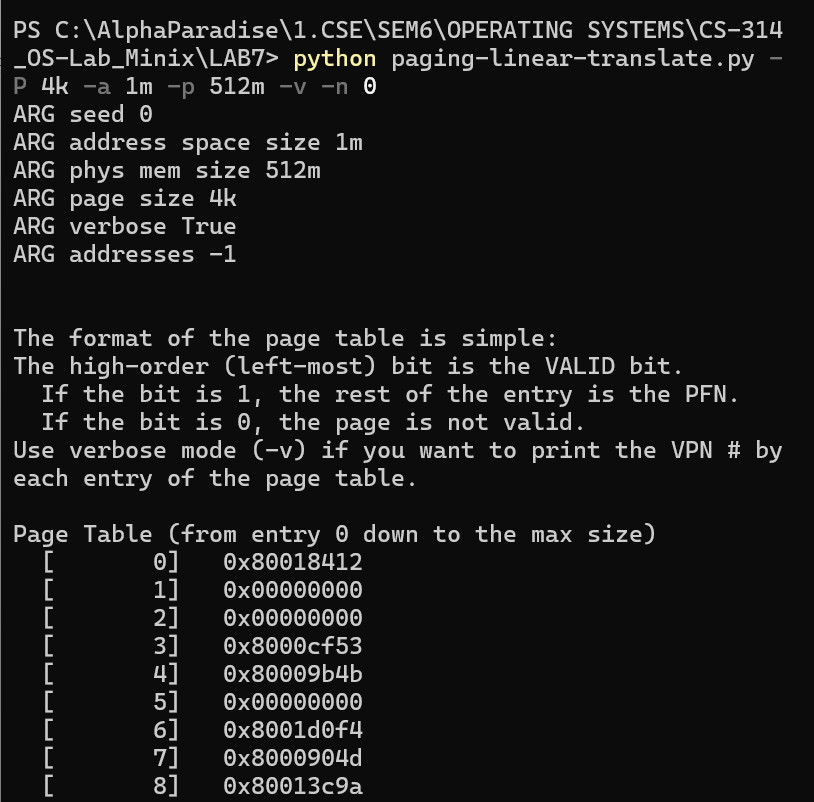 PS C:\AlphaParadise\1.CSE\SEM6\OPERATING SYSTEMS\CS-314
_OS-Lab_Minix\LAB7> python paging-linear-translate.py -
P 4k -a 1m -p 512m -v -n 0
ARG seed 0
ARG address space size 1m
ARG phys mem size 512m
ARG page size 4k
ARG verbose True
ARG addresses -1
The format of the page table is simple:
The high-order (left-most) bit is the VALID bit.
  If the bit is 1, the rest of the entry is the PFN.
  If the bit is 0, the page is not valid.
Use verbose mode (-v) if you want to print the VPN # by
each entry of the page table.
Page Table (from entry 0 down to the max size)
  [       0]   0x80018412
  [       1]   0x00000000
  [       2]   0x00000000
  [       3]   0x8000cf53
  [       4]   0x80009b4b
  [       5]   0x00000000
  [       6]   0x8001d0f4
  [       7]   0x8000904d
  [       8]   0x80013c9a